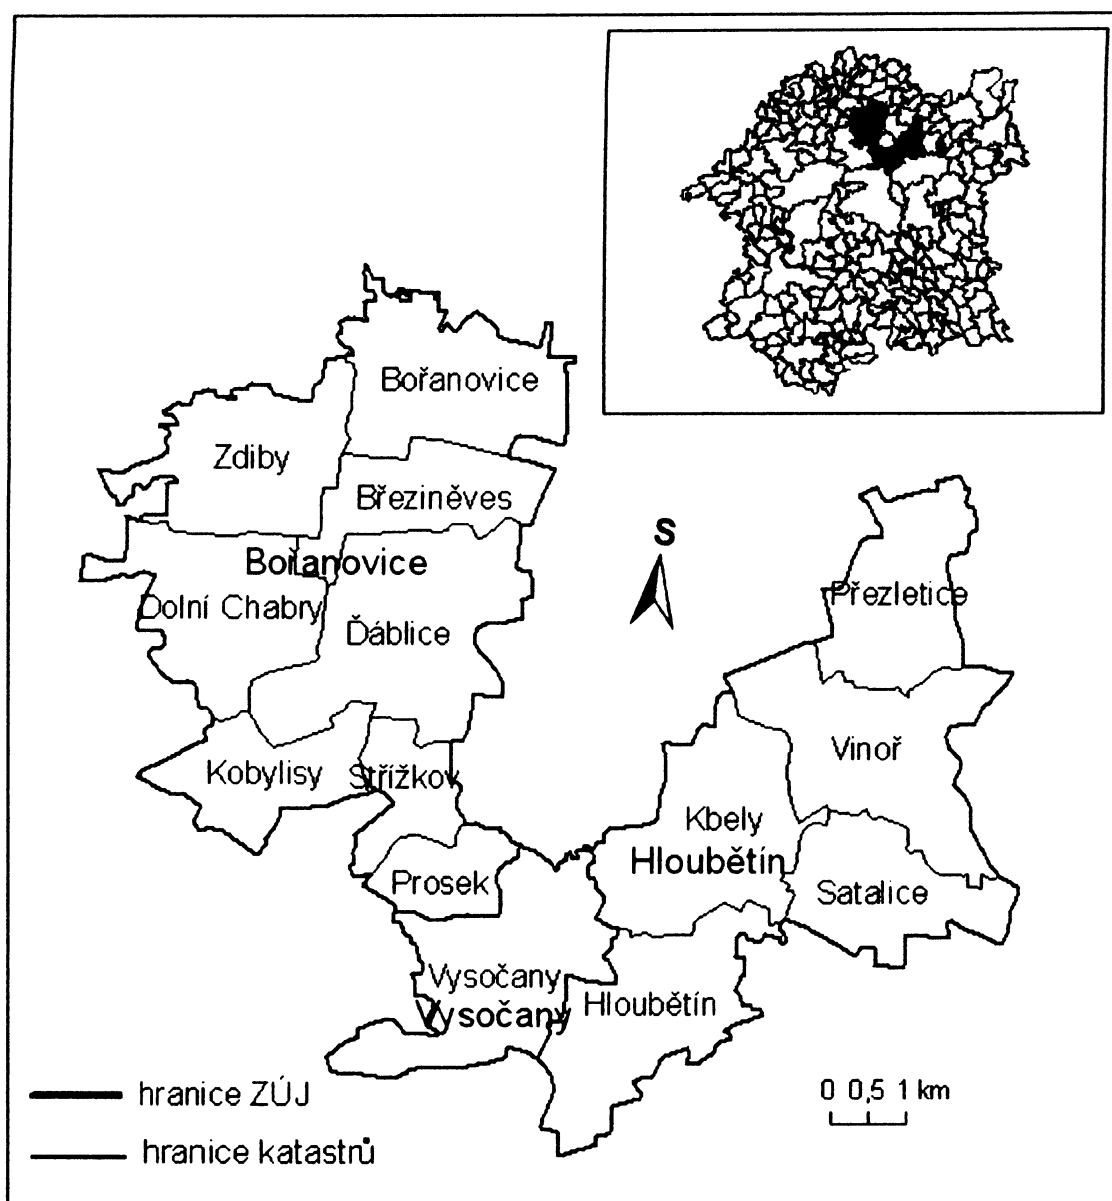 Bořanovice
Zdiby
Březiněves
S
Bořanovice
Přezletice
Dolní Chabry
Ďáblice
Vinoř
Kobylisy
Střížkov
Kbely
Hloubětín
Prosek
Satalice
Vysočany
Hloubětín
Vysočany
hranice ZÚJ
0 0,5 1 km
hranice katastrů